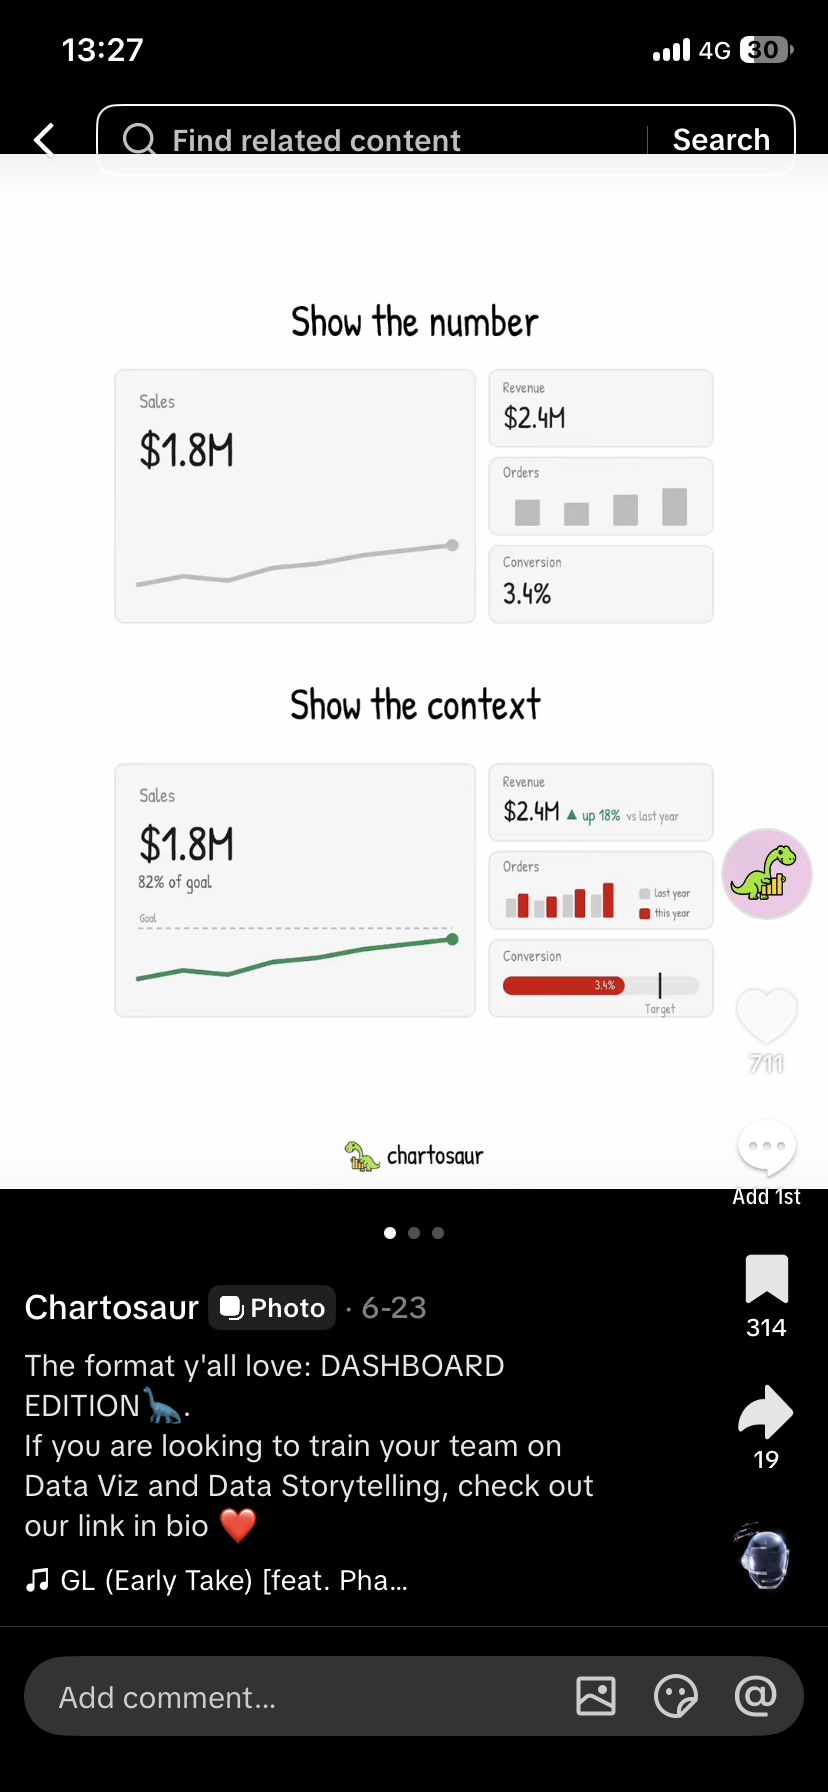 13:27
4G 30
Find related content
Search
Show the number
Sales
$1.8M
Revenue
$2.4M
Orders
Conversion
3.4%
Show the context
Sales
$1.8M
82% of goal
Goal
Revenue
$2.4M ▲ up 18% vs last year
Orders
last year
this year
Conversion
3.4%
Target
chartosaur
711
Add 1st
314
19
Chartosaur Photo · 6-23
The format y'all love: DASHBOARD
EDITION🦕.
If you are looking to train your team on
Data Viz and Data Storytelling, check out
our link in bio ❤️
GL (Early Take) [feat. Pha...
Add comment...